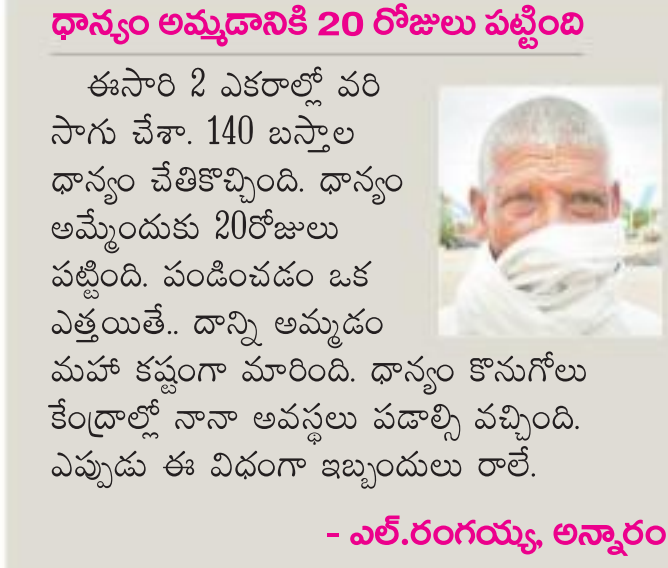 ధాన్యం అమ్మడానికి 20 రోజులు పట్టింది
ఈసారి 2 ఎకరాల్లో వరి
సాగు చేశా. 140 బస్తాల
ధాన్యం చేతికొచ్చింది. ధాన్యం
అమ్మేందుకు 20రోజులు
పట్టింది. పండించడం ఒక
ఎత్తయితే.. దాన్ని అమ్మడం
మహా కష్టంగా మారింది. ధాన్యం కొనుగోలు
కేంద్రాల్లో నానా అవస్థలు పడాల్సి వచ్చింది.
ఎప్పుడు ఈ విధంగా ఇబ్బందులు రాలే.
- ఎల్.రంగయ్య, అన్నారం